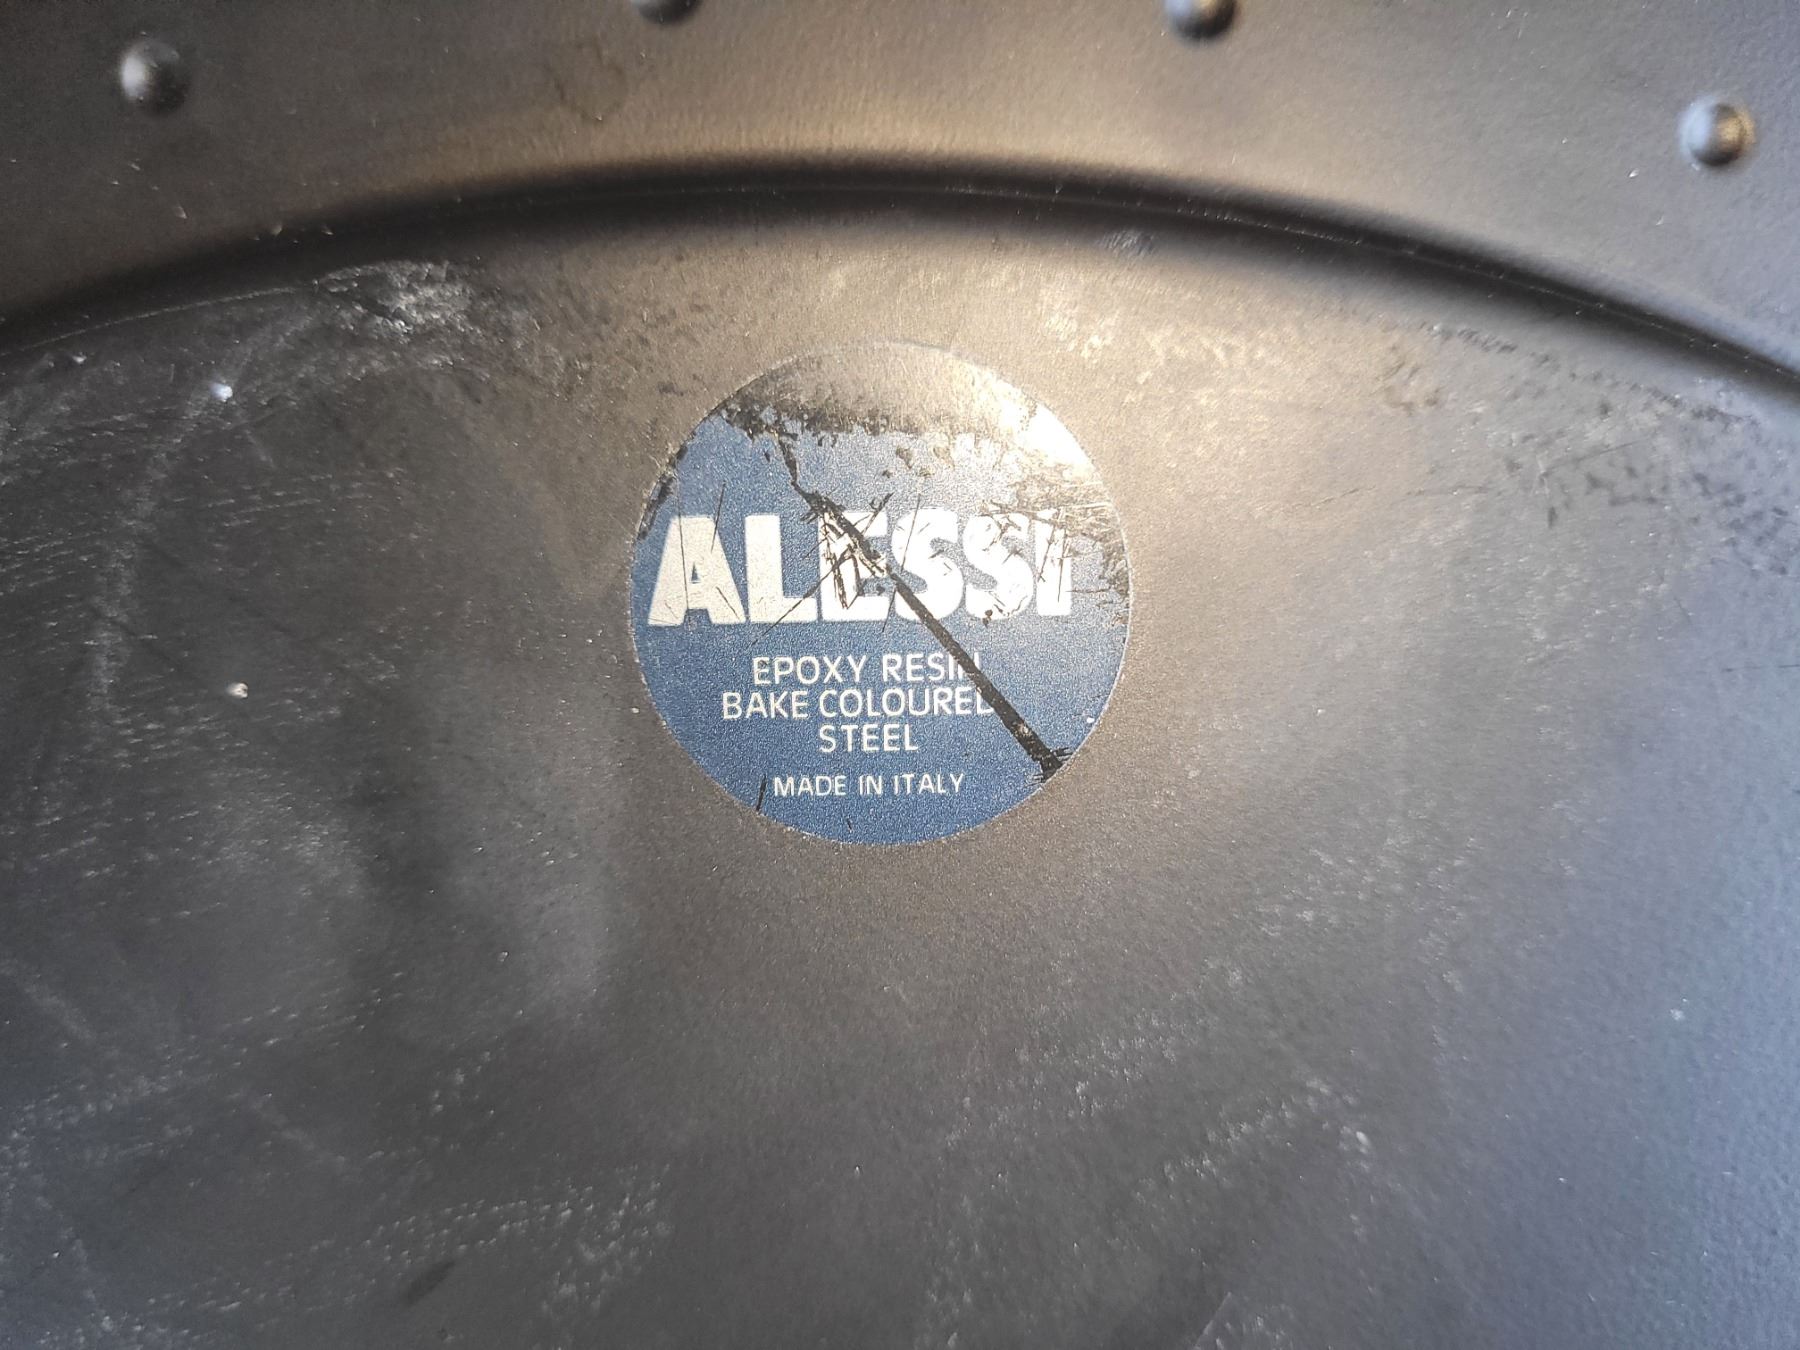 ALESSI
EPOXY RESIN
BAKE COLOURED
STEEL
MADE IN ITALY